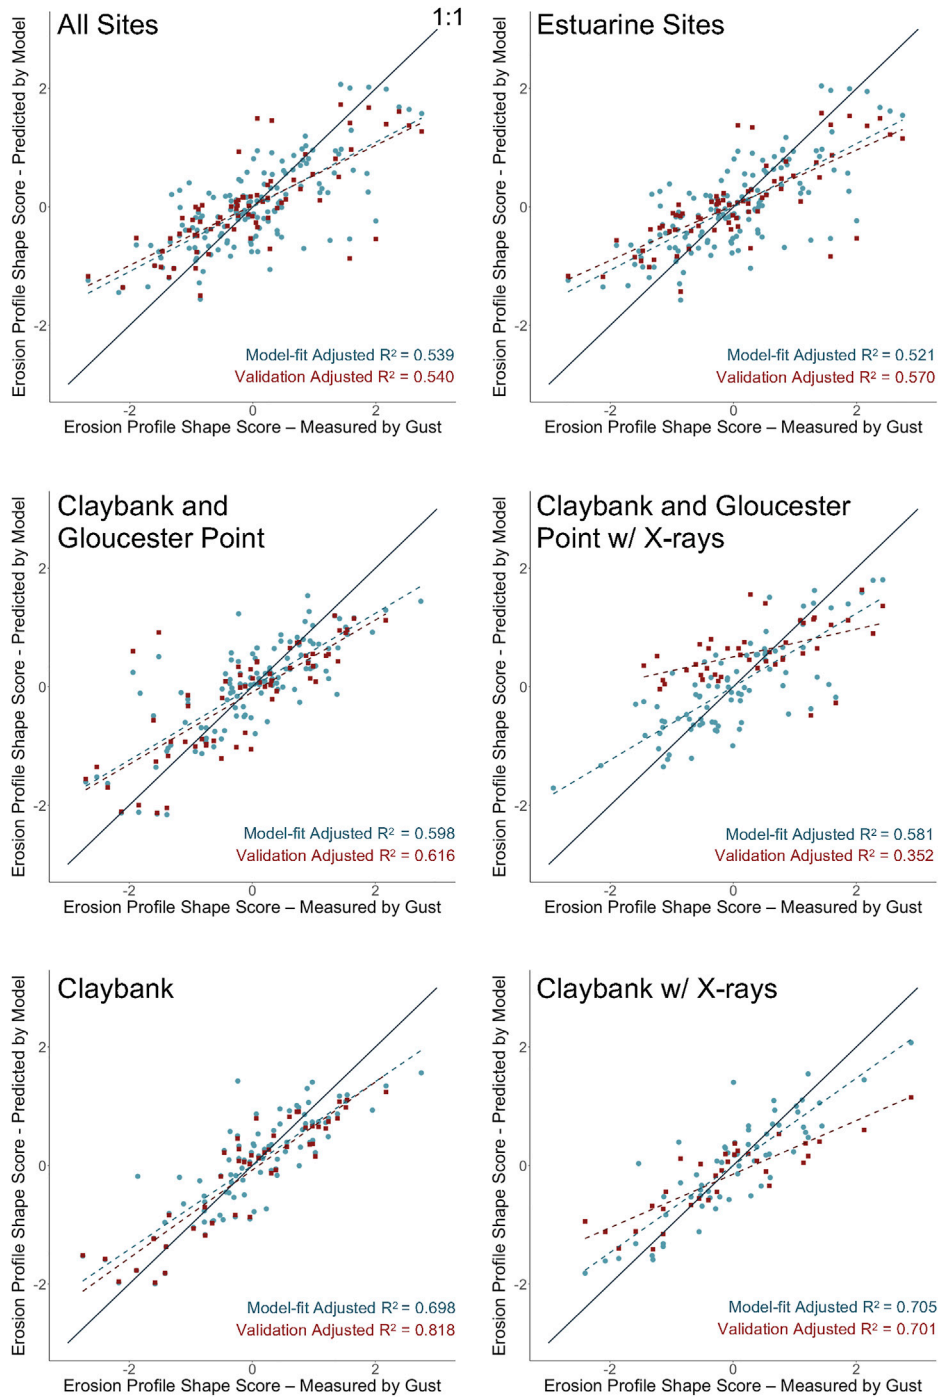 All Sites
1:1
Erosion Profile Shape Score - Predicted by Model
2
0
-2
Model-fit Adjusted R² = 0.539
Validation Adjusted R² = 0.540
-2 0 2
Erosion Profile Shape Score – Measured by Gust
Estuarine Sites
Erosion Profile Shape Score - Predicted by Model
2
0
-2
Model-fit Adjusted R² = 0.521
Validation Adjusted R² = 0.570
-2 0 2
Erosion Profile Shape Score – Measured by Gust
Claybank and
Gloucester Point
Erosion Profile Shape Score - Predicted by Model
2
0
-2
Model-fit Adjusted R² = 0.598
Validation Adjusted R² = 0.616
-2 0 2
Erosion Profile Shape Score – Measured by Gust
Claybank and Gloucester
Point w/ X-rays
Erosion Profile Shape Score - Predicted by Model
2
0
-2
Model-fit Adjusted R² = 0.581
Validation Adjusted R² = 0.352
-2 0 2
Erosion Profile Shape Score – Measured by Gust
Claybank
Erosion Profile Shape Score - Predicted by Model
2
0
-2
Model-fit Adjusted R² = 0.698
Validation Adjusted R² = 0.818
-2 0 2
Erosion Profile Shape Score – Measured by Gust
Claybank w/ X-rays
Erosion Profile Shape Score - Predicted by Model
2
0
-2
Model-fit Adjusted R² = 0.705
Validation Adjusted R² = 0.701
-2 0 2
Erosion Profile Shape Score – Measured by Gust